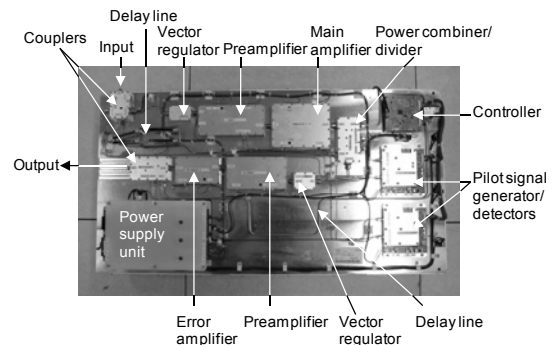 Delay line
Couplers
Input
Vector
regulator
Preamplifier
Main
amplifier
Power combiner/
divider
Controller
Output
Pilot signal
generator/
detectors
Power
supply
unit
Error
amplifier
Preamplifier
Vector
regulator
Delay line